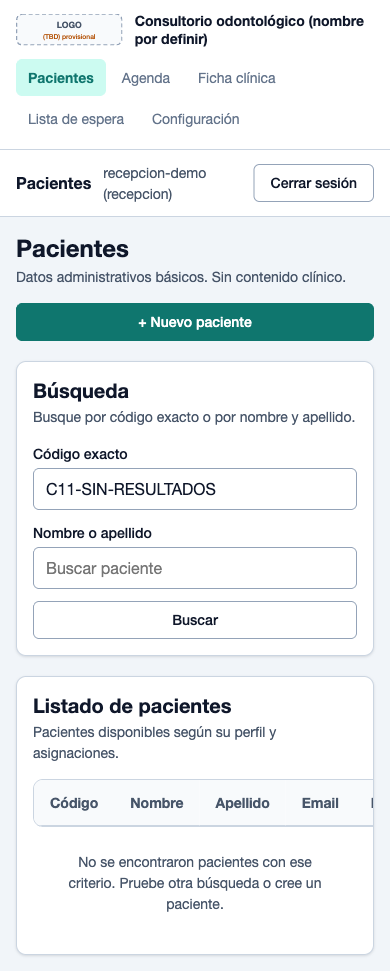 LOGO
(TBD) provisional
Consultorio odontológico (nombre
por definir)
Pacientes
Agenda
Ficha clínica
Lista de espera
Configuración
Pacientes
recepcion-demo
(recepcion)
Cerrar sesión
Pacientes
Datos administrativos básicos. Sin contenido clínico.
+ Nuevo paciente
Búsqueda
Busque por código exacto o por nombre y apellido.
Código exacto
C11-SIN-RESULTADOS
Nombre o apellido
Buscar paciente
Buscar
Listado de pacientes
Pacientes disponibles según su perfil y
asignaciones.
Código Nombre Apellido Email
No se encontraron pacientes con ese
criterio. Pruebe otra búsqueda o cree un
paciente.